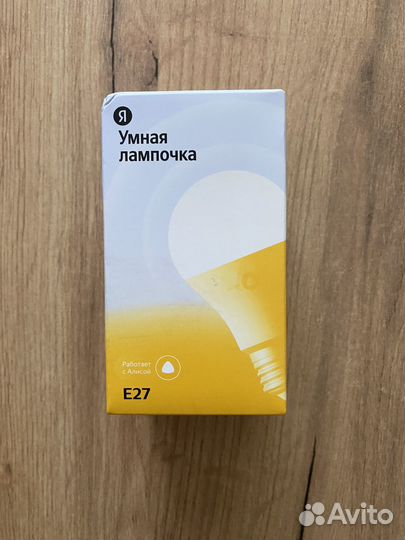 Я
Умная
лампочка
Работает
с Алисой
E27
Avito